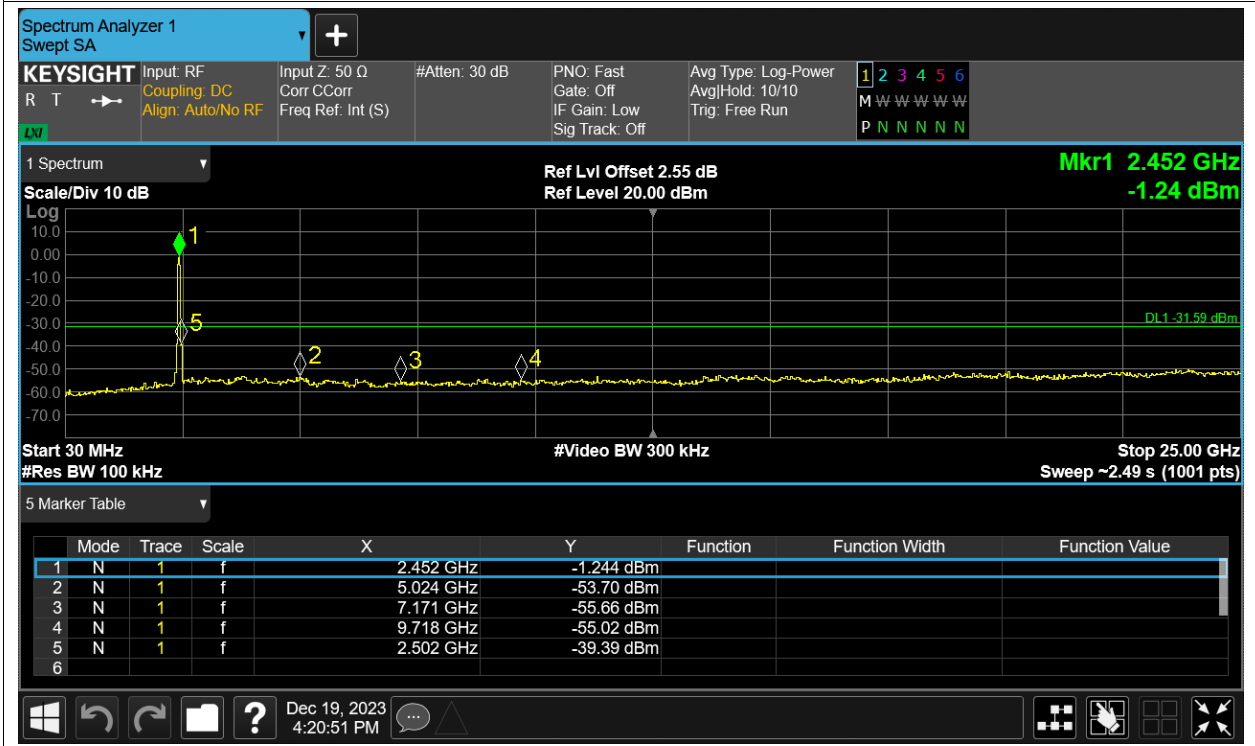 Spectrum Analyzer 1
Swept SA
+
KEYSIGHT
R T
LXI
Input: RF
Coupling: DC
Align: Auto/No RF
Input Z: 50 Ω
Corr CCorr
Freq Ref: Int (S)
#Atten: 30 dB
PNO: Fast
Gate: Off
IF Gain: Low
Sig Track: Off
Avg Type: Log-Power
Avg|Hold: 10/10
Trig: Free Run
1 2 3 4 5 6
M W W W W W
P N N N N N
1 Spectrum
Scale/Div 10 dB
Ref Lvl Offset 2.55 dB
Ref Level 20.00 dBm
Mkr1 2.452 GHz
-1.24 dBm
Log
10.0
0.00
-10.0
-20.0
-30.0
-40.0
-50.0
-60.0
-70.0
1
5
2
3
4
DL1 -31.59 dBm
Start 30 MHz
#Res BW 100 kHz
#Video BW 300 kHz
Stop 25.00 GHz
Sweep ~2.49 s (1001 pts)
5 Marker Table
Mode Trace Scale X Y Function Function Width Function Value
1 N 1 f 2.452 GHz -1.244 dBm
2 N 1 f 5.024 GHz -53.70 dBm
3 N 1 f 7.171 GHz -55.66 dBm
4 N 1 f 9.718 GHz -55.02 dBm
5 N 1 f 2.502 GHz -39.39 dBm
6
?
Dec 19, 2023
4:20:51 PM